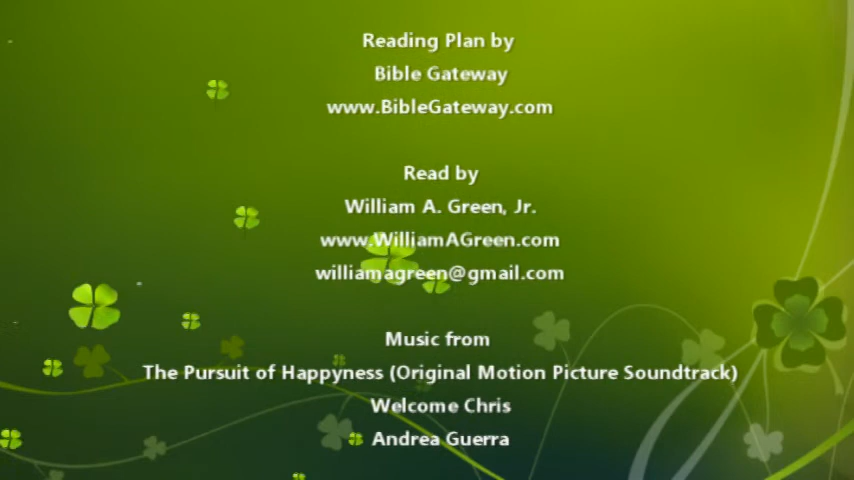 Reading Plan by
Bible Gateway
www.BibleGateway.com
Read by
William A. Green, Jr.
www.WilliamAGreen.com
williamagreen@gmail.com
Music from
The Pursuit of Happyness (Original Motion Picture Soundtrack)
Welcome Chris
Andrea Guerra